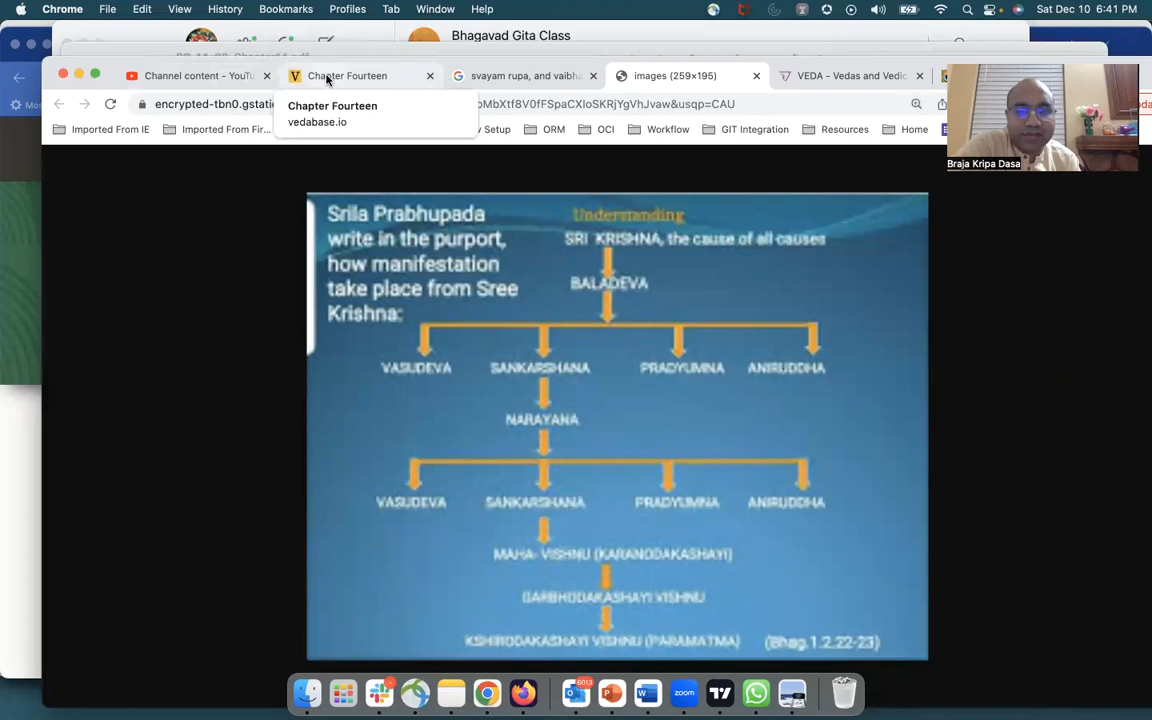 Chrome File Edit View History Bookmarks Profiles Tab Window Help Sat Dec 10 6:41 PM
Bhagavad Gita Class
Channel content - YouTu Chapter Fourteen svayam rupa, and vaibha images (259×195) VEDA - Vedas and Vedic
encrypted-tbn0.gstati oMbXtf8V0fFSpaCXIoSKRjYgVhJvaw&usqp=CAU
Chapter Fourteen
vedabase.io
Imported From IE Imported From Fir... Setup ORM OCI Workflow GIT Integration Resources Home
Braja Kripa Dasa
Srila Prabhupada
write in the purport,
how manifestation
take place from Sree
Krishna:
Understanding
SRI KRISHNA, the cause of all causes
BALADEVA
VASUDEVA SANKARSHANA PRADYUMNA ANIRUDDHA
NARAYANA
VASUDEVA SANKARSHANA PRADYUMNA ANIRUDDHA
MAHA- VISHNU (KARANODAKASHAYI)
GARBHODAKASHAYI VISHNU
KSHIRODAKASHAYI VISHNU (PARAMATMA) (Bhag.1.2.22-23)
6013
zoom